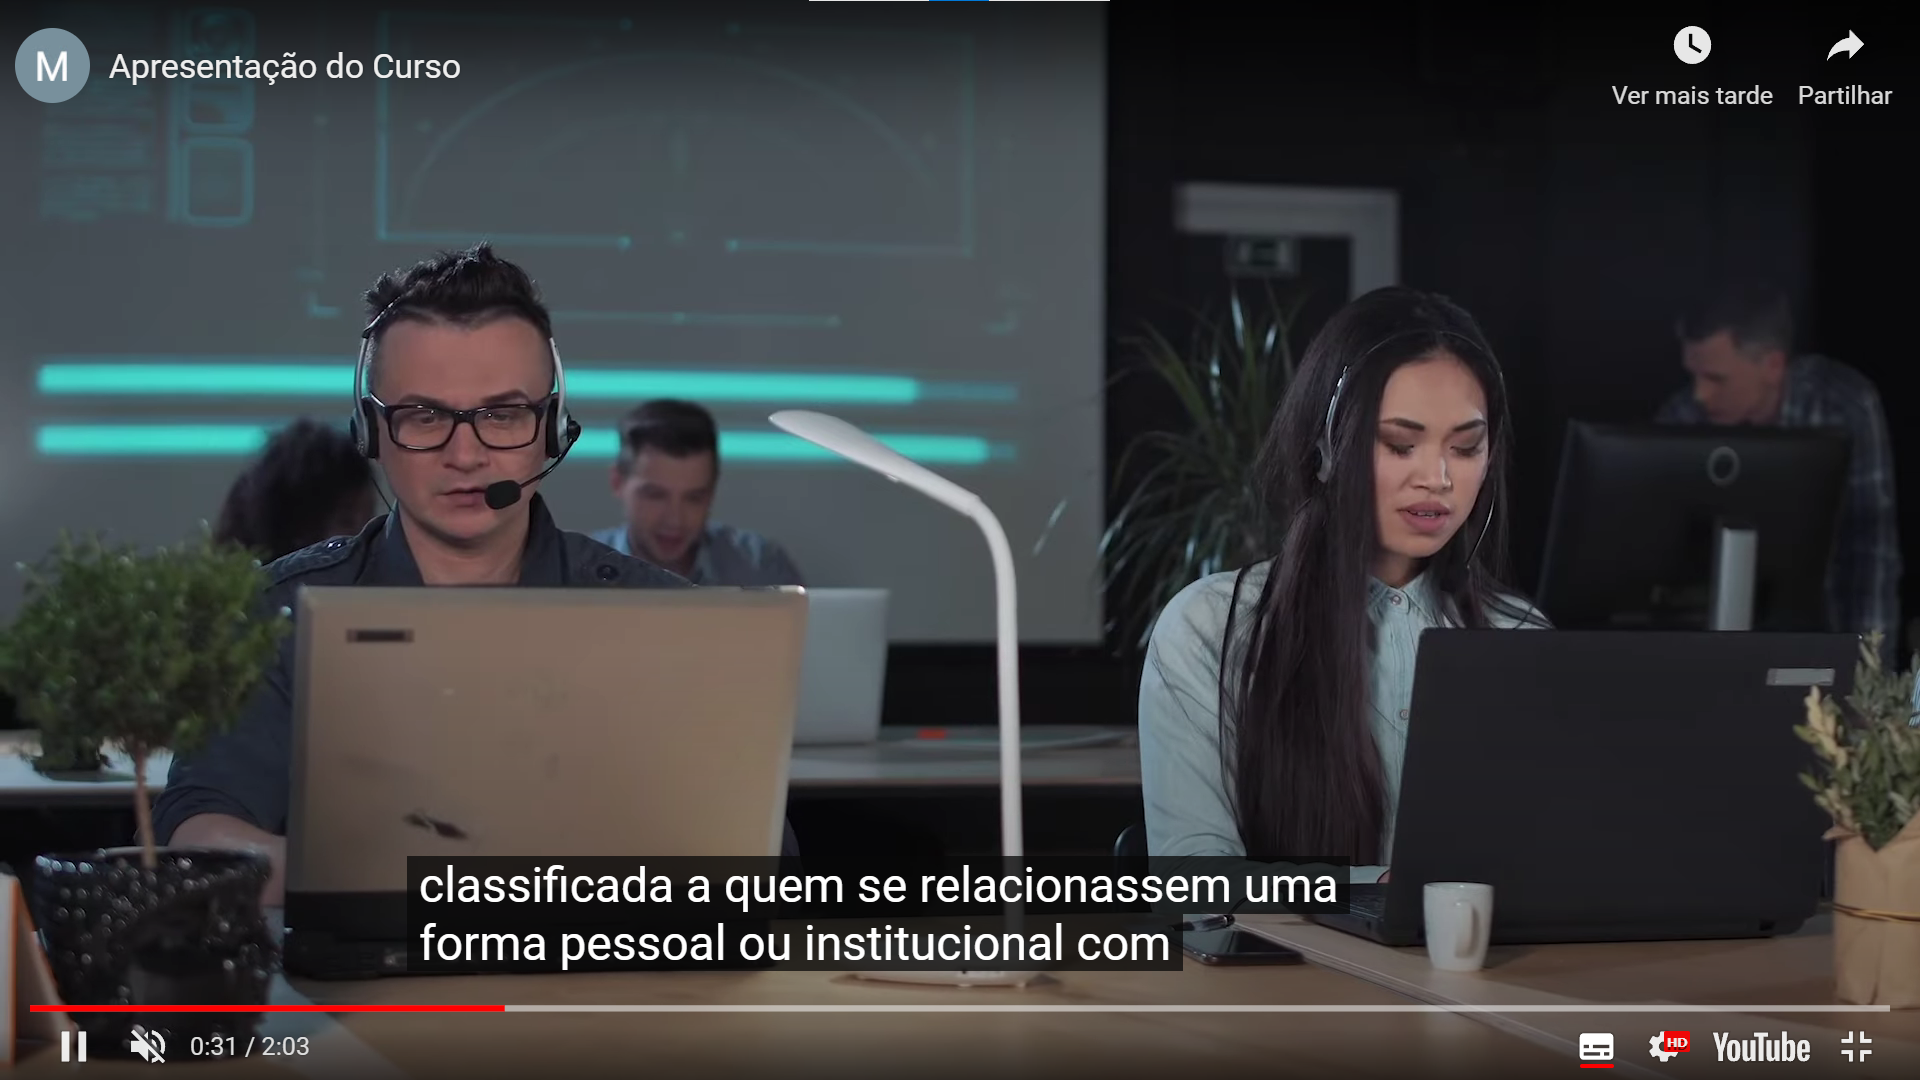 M
Apresentação do Curso
Ver mais tarde
Partilhar
classificada a quem se relacionassem uma
forma pessoal ou institucional com
0:31 / 2:03
HD
YouTube